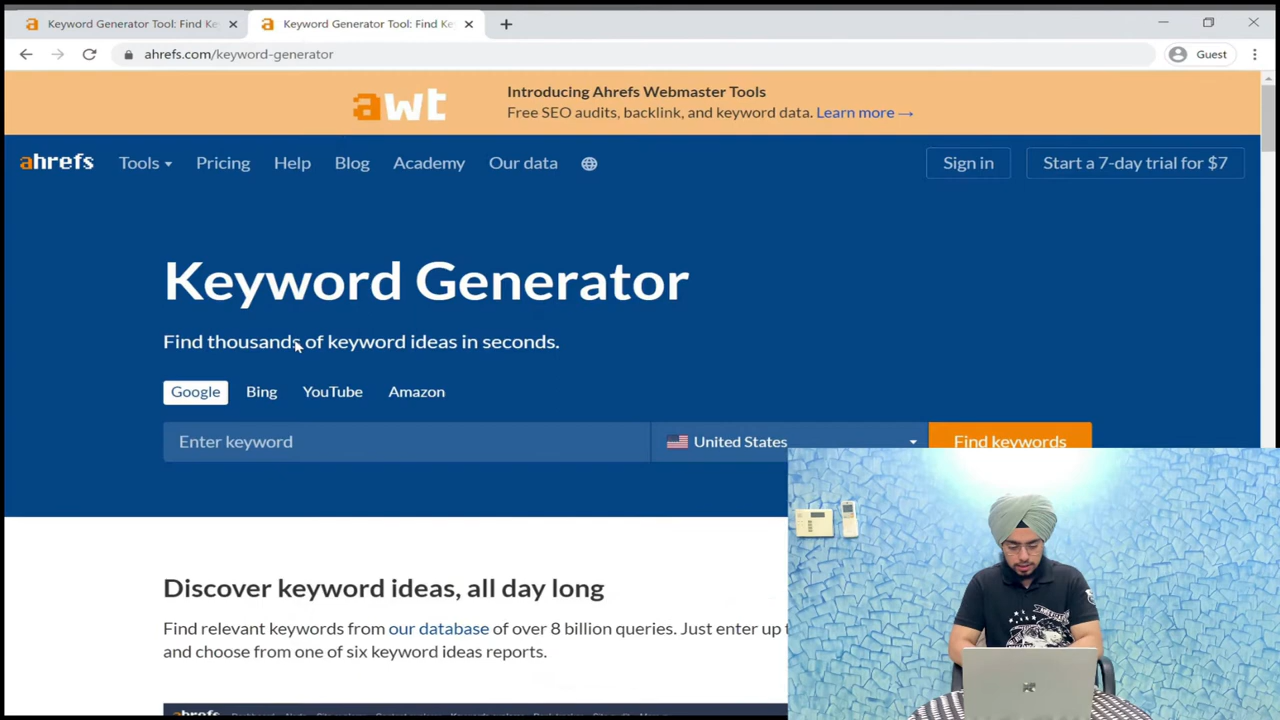 Keyword Generator Tool: Find Ke
Keyword Generator Tool: Find Ke
ahrefs.com/keyword-generator
Guest
awt
Introducing Ahrefs Webmaster Tools
Free SEO audits, backlink, and keyword data. Learn more →
ahrefs
Tools
Pricing
Help
Blog
Academy
Our data
Sign in
Start a 7-day trial for $7
Keyword Generator
Find thousands of keyword ideas in seconds.
Google
Bing
YouTube
Amazon
Enter keyword
United States
Find keywords
Discover keyword ideas, all day long
Find relevant keywords from our database of over 8 billion queries. Just enter up
and choose from one of six keyword ideas reports.
ahrefs